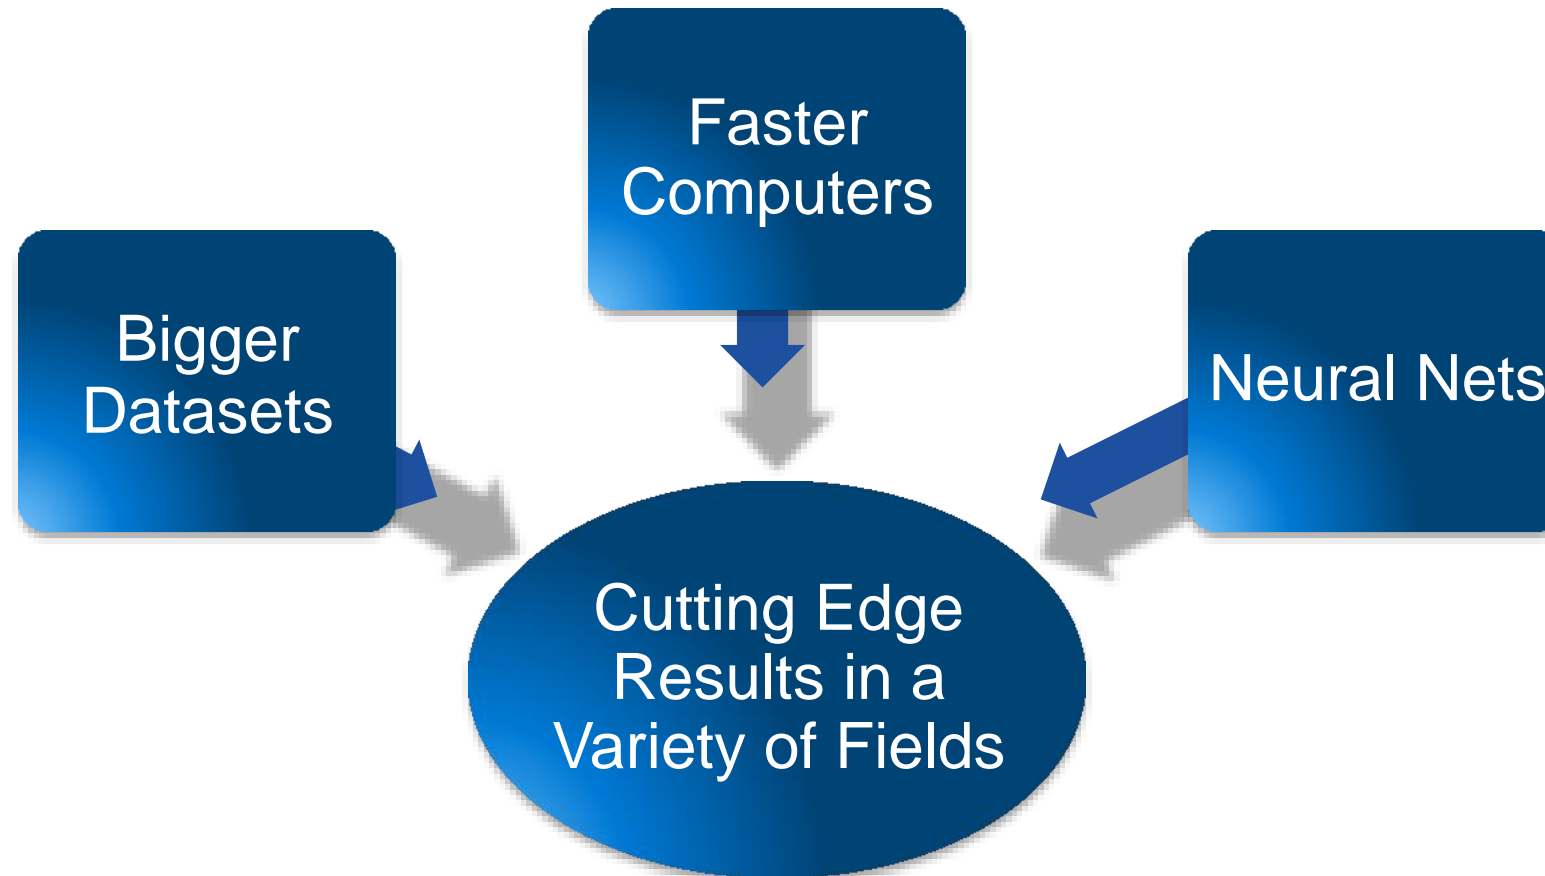 Faster
Computers
Bigger
Datasets
Neural Nets
Cutting Edge
Results in a
Variety of Fields